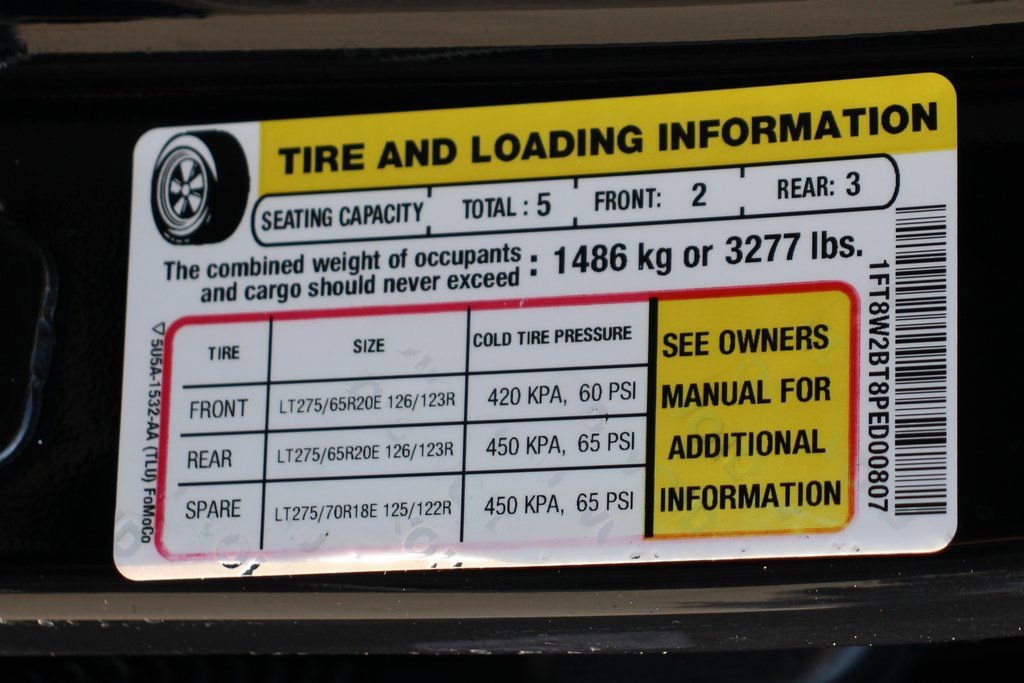 TIRE AND LOADING INFORMATION
SEATING CAPACITY TOTAL : 5 FRONT: 2 REAR: 3
The combined weight of occupants
and cargo should never exceed : 1486 kg or 3277 lbs.
TIRE SIZE COLD TIRE PRESSURE
FRONT LT275/65R20E 126/123R 420 KPA, 60 PSI
REAR LT275/65R20E 126/123R 450 KPA, 65 PSI
SPARE LT275/70R18E 125/122R 450 KPA, 65 PSI
SEE OWNERS
MANUAL FOR
ADDITIONAL
INFORMATION
5U5A-1532-AA (TLU) FoMoCo
1FT8W2BT8PED00807